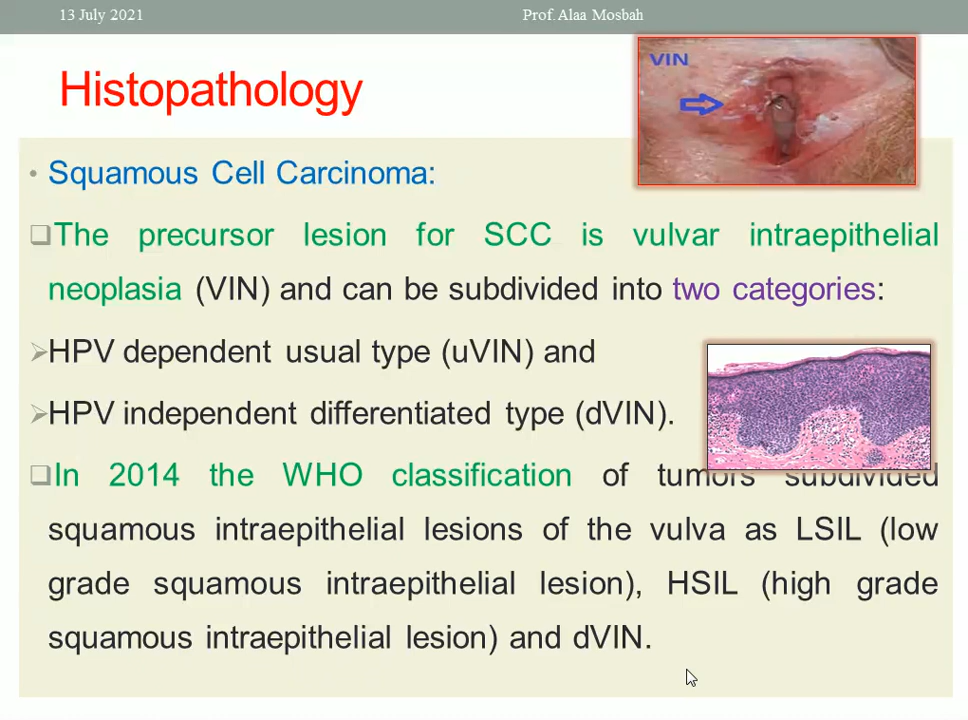 13 July 2021
Prof. Alaa Mosbah
VIN
Histopathology
• Squamous Cell Carcinoma:
❑The precursor lesion for SCC is vulvar intraepithelial
neoplasia (VIN) and can be subdivided into two categories:
➢HPV dependent usual type (uVIN) and
➢HPV independent differentiated type (dVIN).
❑In 2014 the WHO classification of tumors subdivided
squamous intraepithelial lesions of the vulva as LSIL (low
grade squamous intraepithelial lesion), HSIL (high grade
squamous intraepithelial lesion) and dVIN.